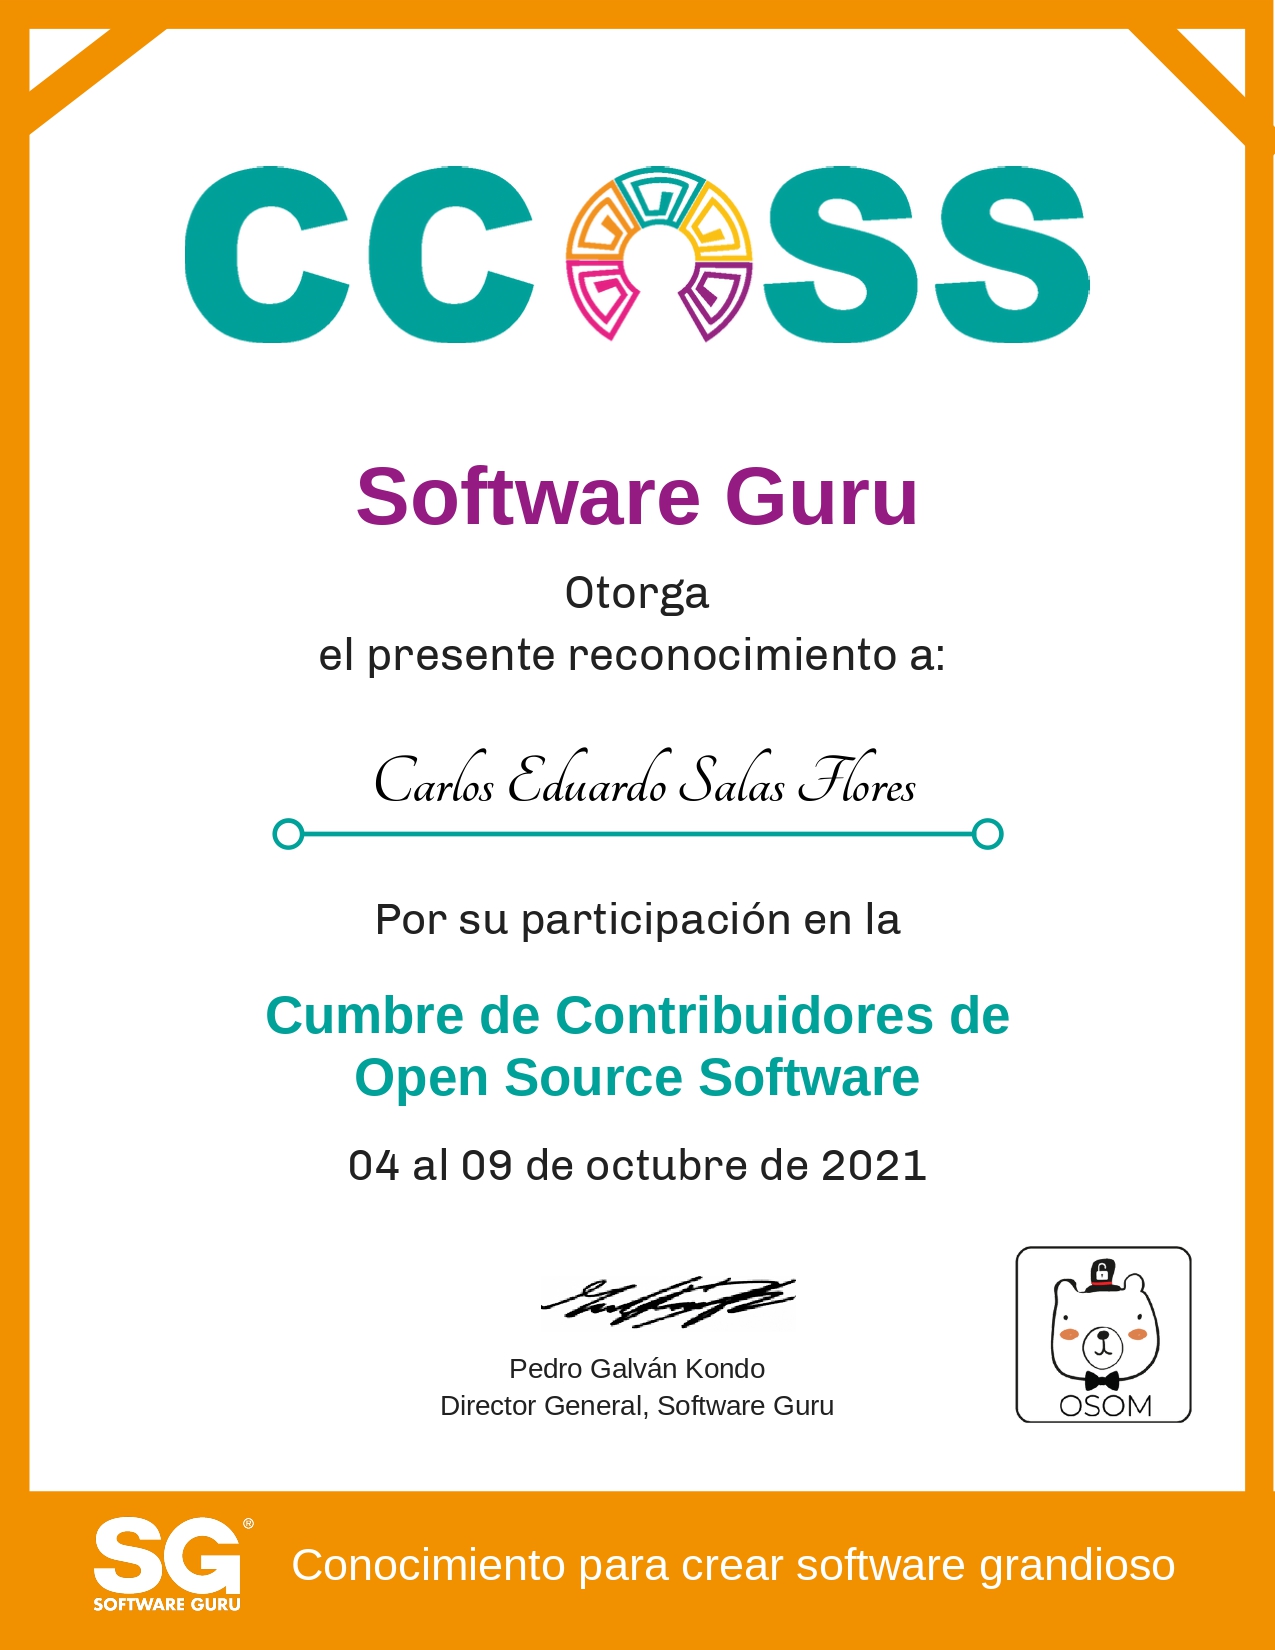 CCOSS
Software Guru
Otorga
el presente reconocimiento a:
Carlos Eduardo Salas Flores
Por su participación en la
Cumbre de Contribuidores de
Open Source Software
04 al 09 de octubre de 2021
Pedro Galván Kondo
Director General, Software Guru
OSOM
SG®
SOFTWARE GURU
Conocimiento para crear software grandioso